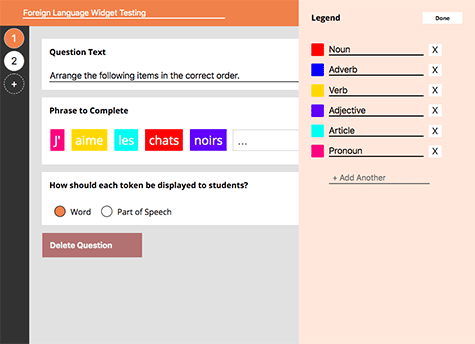 Foreign Language Widget Testing
1
2
+
Question Text
Arrange the following items in the correct order.
Phrase to Complete
J' aime les chats noirs ...
How should each token be displayed to students?
Word Part of Speech
Delete Question
Legend Done
Noun X
Adverb X
Verb X
Adjective X
Article X
Pronoun X
+ Add Another